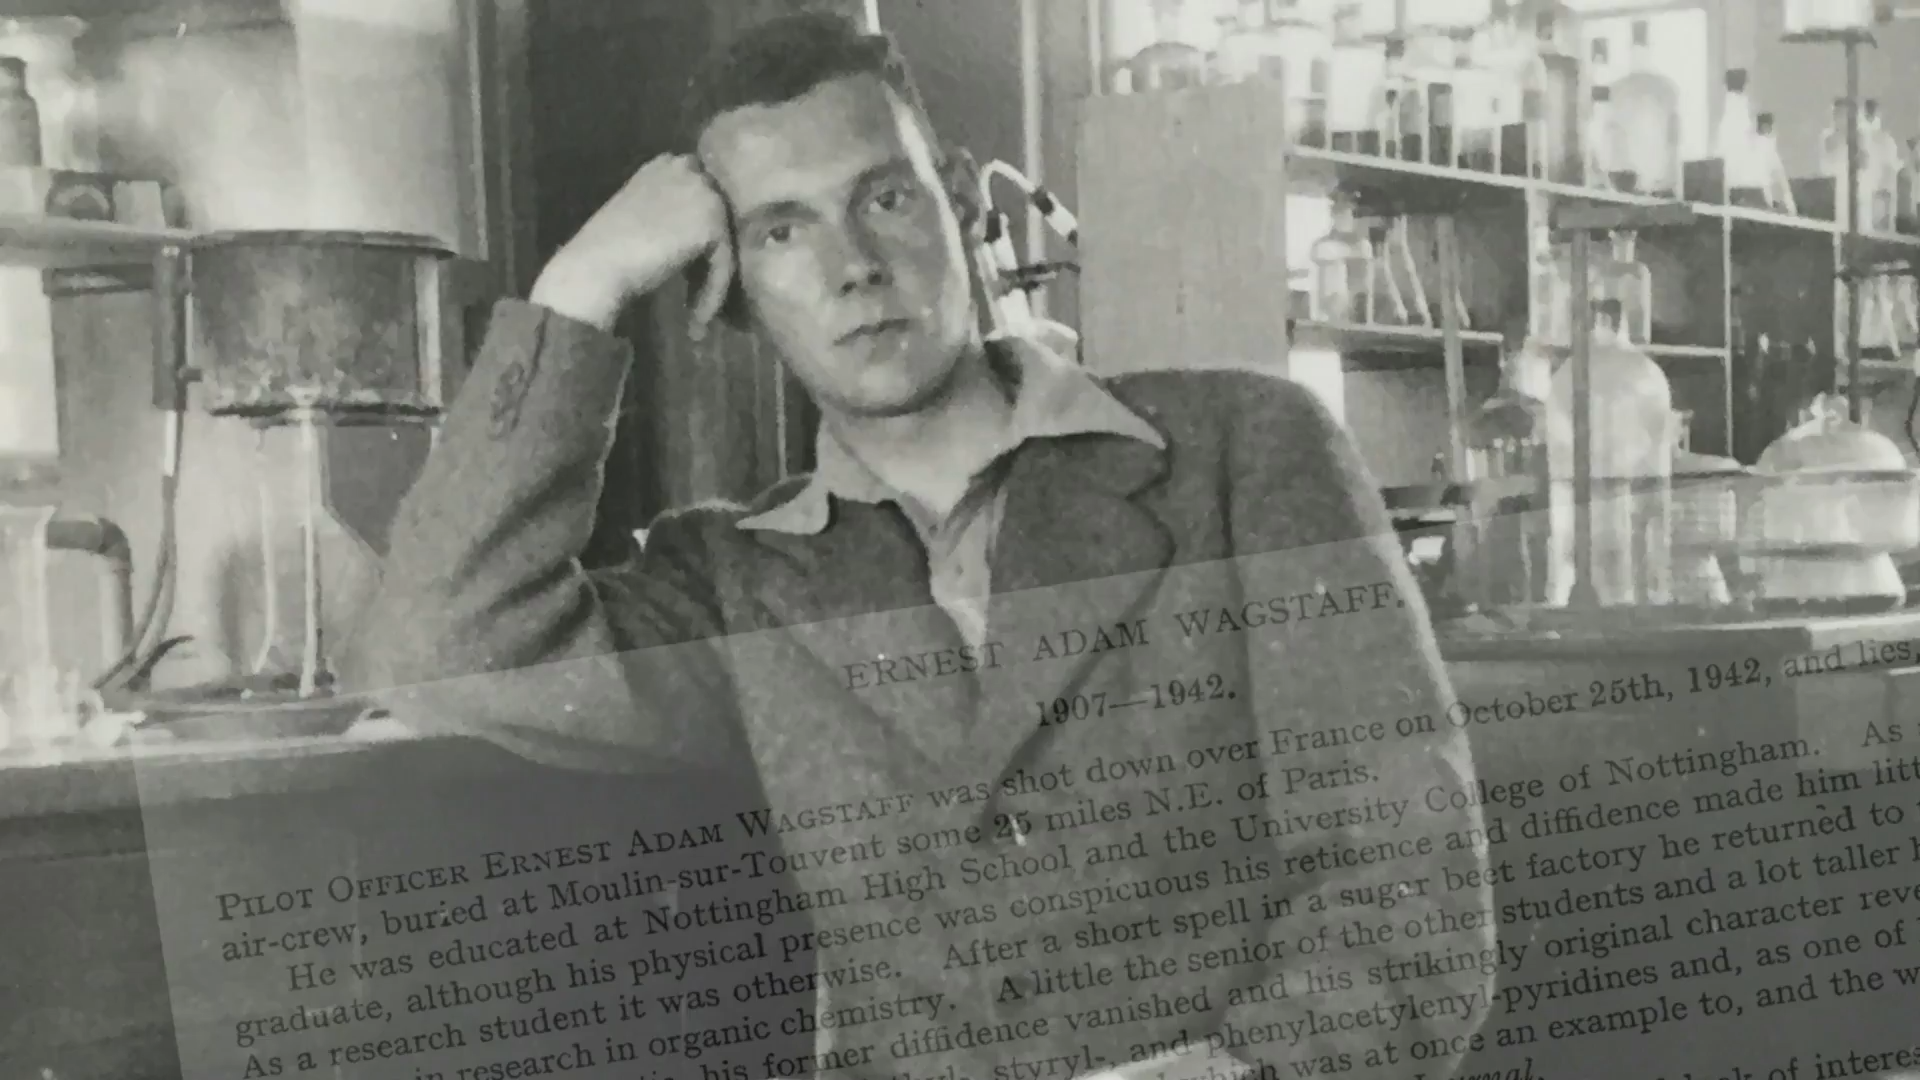 ERNEST ADAM WAGSTAFF.
1907—1942.
PILOT OFFICER ERNEST ADAM WAGSTAFF was shot down over France on October 25th, 1942, and lies,
air-crew, buried at Moulin-sur-Touvent some 25 miles N.E. of Paris.
He was educated at Nottingham High School and the University College of Nottingham. As
graduate, although his physical presence was conspicuous his reticence and diffidence made him
As a research student it was otherwise. After a short spell in a sugar beet factory he returned to
in research in organic chemistry. A little the senior of the other students and a lot taller
his former diffidence vanished and his strikingly original character
styryl-, and phenylacetylenyl-pyridines and, as one of
which was at once an example to, and the
of